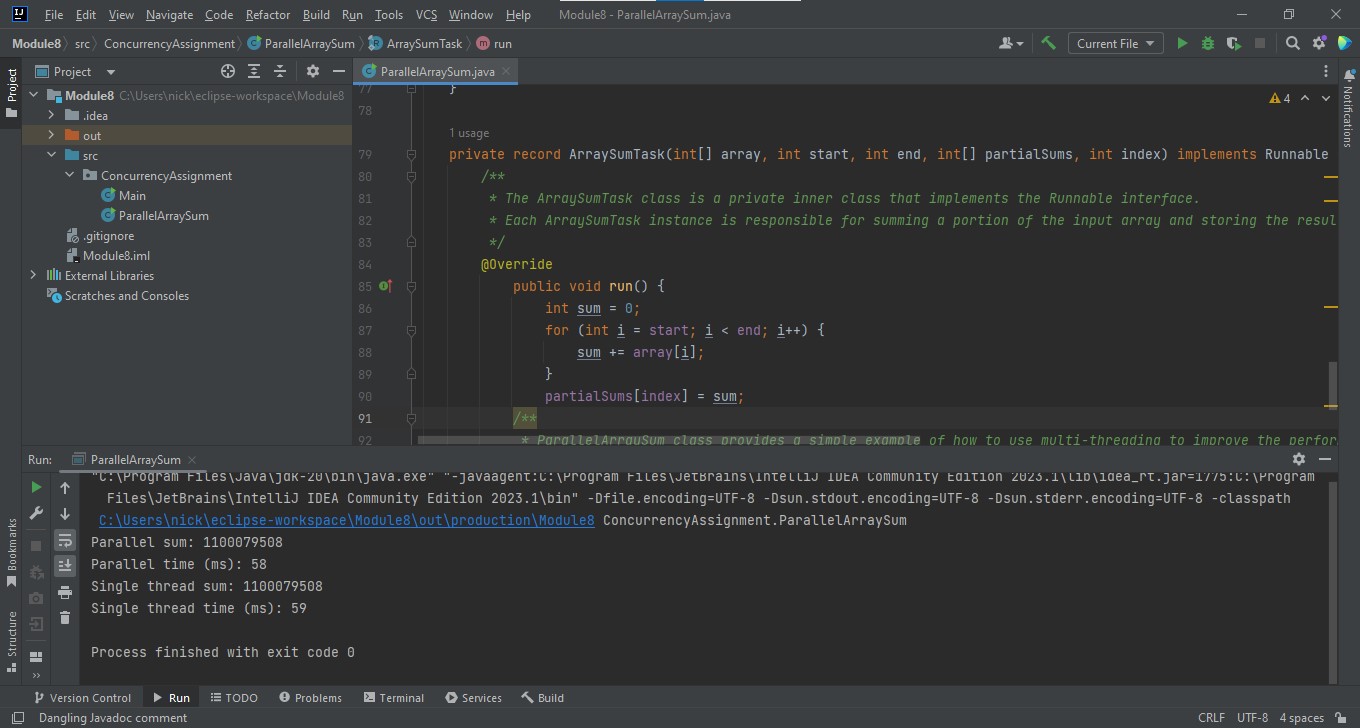 IJ File Edit View Navigate Code Refactor Build Run Tools VCS Window Help Module8 - ParallelArraySum.java
Module8 src ConcurrencyAssignment ParallelArraySum ArraySumTask run Current File
Project
Project
ParallelArraySum.java
Module8 C:\Users\nick\eclipse-workspace\Module8
.idea
out
src
ConcurrencyAssignment
Main
ParallelArraySum
.gitignore
Module8.iml
External Libraries
Scratches and Consoles
4
Notifications
77 }
78
1 usage
79 private record ArraySumTask(int[] array, int start, int end, int[] partialSums, int index) implements Runnable
80 /**
81 * The ArraySumTask class is a private inner class that implements the Runnable interface.
82 * Each ArraySumTask instance is responsible for summing a portion of the input array and storing the resul
83 */
84 @Override
85 public void run() {
86 int sum = 0;
87 for (int i = start; i < end; i++) {
88 sum += array[i];
89 }
90 partialSums[index] = sum;
91 /**
92 * ParallelArraySum class provides a simple example of how to use multi-threading to improve the perfor
Run: ParallelArraySum
"C:\Program Files\Java\jdk-20\bin\java.exe" "-javaagent:C:\Program Files\JetBrains\IntelliJ IDEA Community Edition 2023.1\lib\idea_rt.jar=1775:C:\Program
Files\JetBrains\IntelliJ IDEA Community Edition 2023.1\bin" -Dfile.encoding=UTF-8 -Dsun.stdout.encoding=UTF-8 -Dsun.stderr.encoding=UTF-8 -classpath
C:\Users\nick\eclipse-workspace\Module8\out\production\Module8 ConcurrencyAssignment.ParallelArraySum
Parallel sum: 1100079508
Parallel time (ms): 58
Single thread sum: 1100079508
Single thread time (ms): 59
Process finished with exit code 0
Bookmarks
Structure
Version Control Run TODO Problems Terminal Services Build
Dangling Javadoc comment CRLF UTF-8 4 spaces